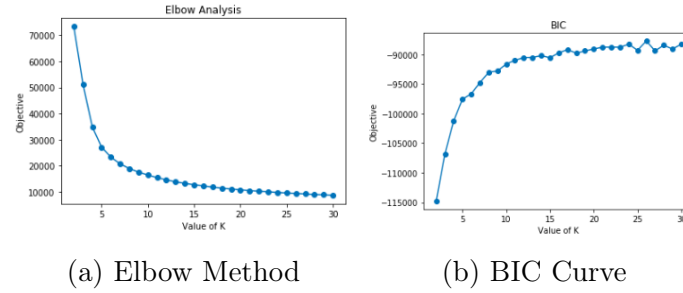 Elbow Analysis
Objective
70000
60000
50000
40000
30000
20000
10000
5 10 15 20 25 30
Value of K
(a) Elbow Method
BIC
Objective
−90000
−95000
−100000
−105000
−110000
−115000
5 10 15 20 25 30
Value of K
(b) BIC Curve